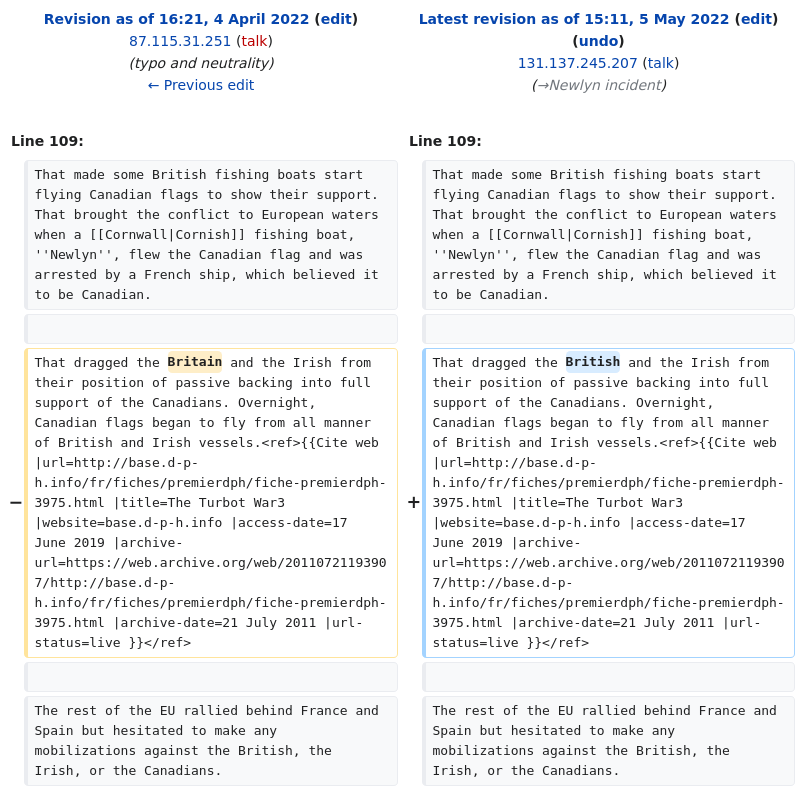 Revision as of 16:21, 4 April 2022 (edit)
87.115.31.251 (talk)
(typo and neutrality)
← Previous edit
Latest revision as of 15:11, 5 May 2022 (edit)
(undo)
131.137.245.207 (talk)
(→Newlyn incident)
Line 109:
Line 109:
That made some British fishing boats start
flying Canadian flags to show their support.
That brought the conflict to European waters
when a [[Cornwall|Cornish]] fishing boat,
''Newlyn'', flew the Canadian flag and was
arrested by a French ship, which believed it
to be Canadian.
That made some British fishing boats start
flying Canadian flags to show their support.
That brought the conflict to European waters
when a [[Cornwall|Cornish]] fishing boat,
''Newlyn'', flew the Canadian flag and was
arrested by a French ship, which believed it
to be Canadian.
−
That dragged the Britain and the Irish from
their position of passive backing into full
support of the Canadians. Overnight,
Canadian flags began to fly from all manner
of British and Irish vessels.<ref>{{Cite web
|url=http://base.d-p-
h.info/fr/fiches/premierdph/fiche-premierdph-
3975.html |title=The Turbot War3
|website=base.d-p-h.info |access-date=17
June 2019 |archive-
url=https://web.archive.org/web/2011072119390
7/http://base.d-p-
h.info/fr/fiches/premierdph/fiche-premierdph-
3975.html |archive-date=21 July 2011 |url-
status=live }}</ref>
+
That dragged the British and the Irish from
their position of passive backing into full
support of the Canadians. Overnight,
Canadian flags began to fly from all manner
of British and Irish vessels.<ref>{{Cite web
|url=http://base.d-p-
h.info/fr/fiches/premierdph/fiche-premierdph-
3975.html |title=The Turbot War3
|website=base.d-p-h.info |access-date=17
June 2019 |archive-
url=https://web.archive.org/web/2011072119390
7/http://base.d-p-
h.info/fr/fiches/premierdph/fiche-premierdph-
3975.html |archive-date=21 July 2011 |url-
status=live }}</ref>
The rest of the EU rallied behind France and
Spain but hesitated to make any
mobilizations against the British, the
Irish, or the Canadians.
The rest of the EU rallied behind France and
Spain but hesitated to make any
mobilizations against the British, the
Irish, or the Canadians.